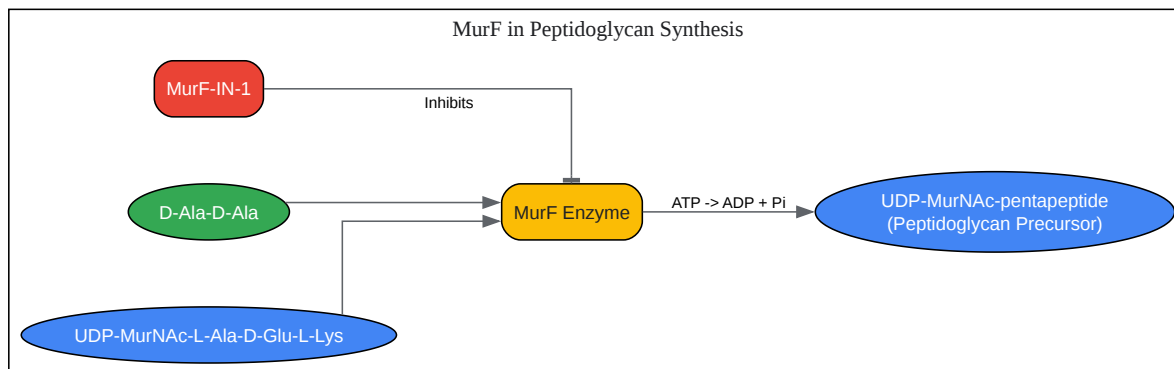 MurF in Peptidoglycan Synthesis
MurF-IN-1
Inhibits
D-Ala-D-Ala
MurF Enzyme
ATP -> ADP + Pi
UDP-MurNAc-pentapeptide
(Peptidoglycan Precursor)
UDP-MurNAc-L-Ala-D-Glu-L-Lys